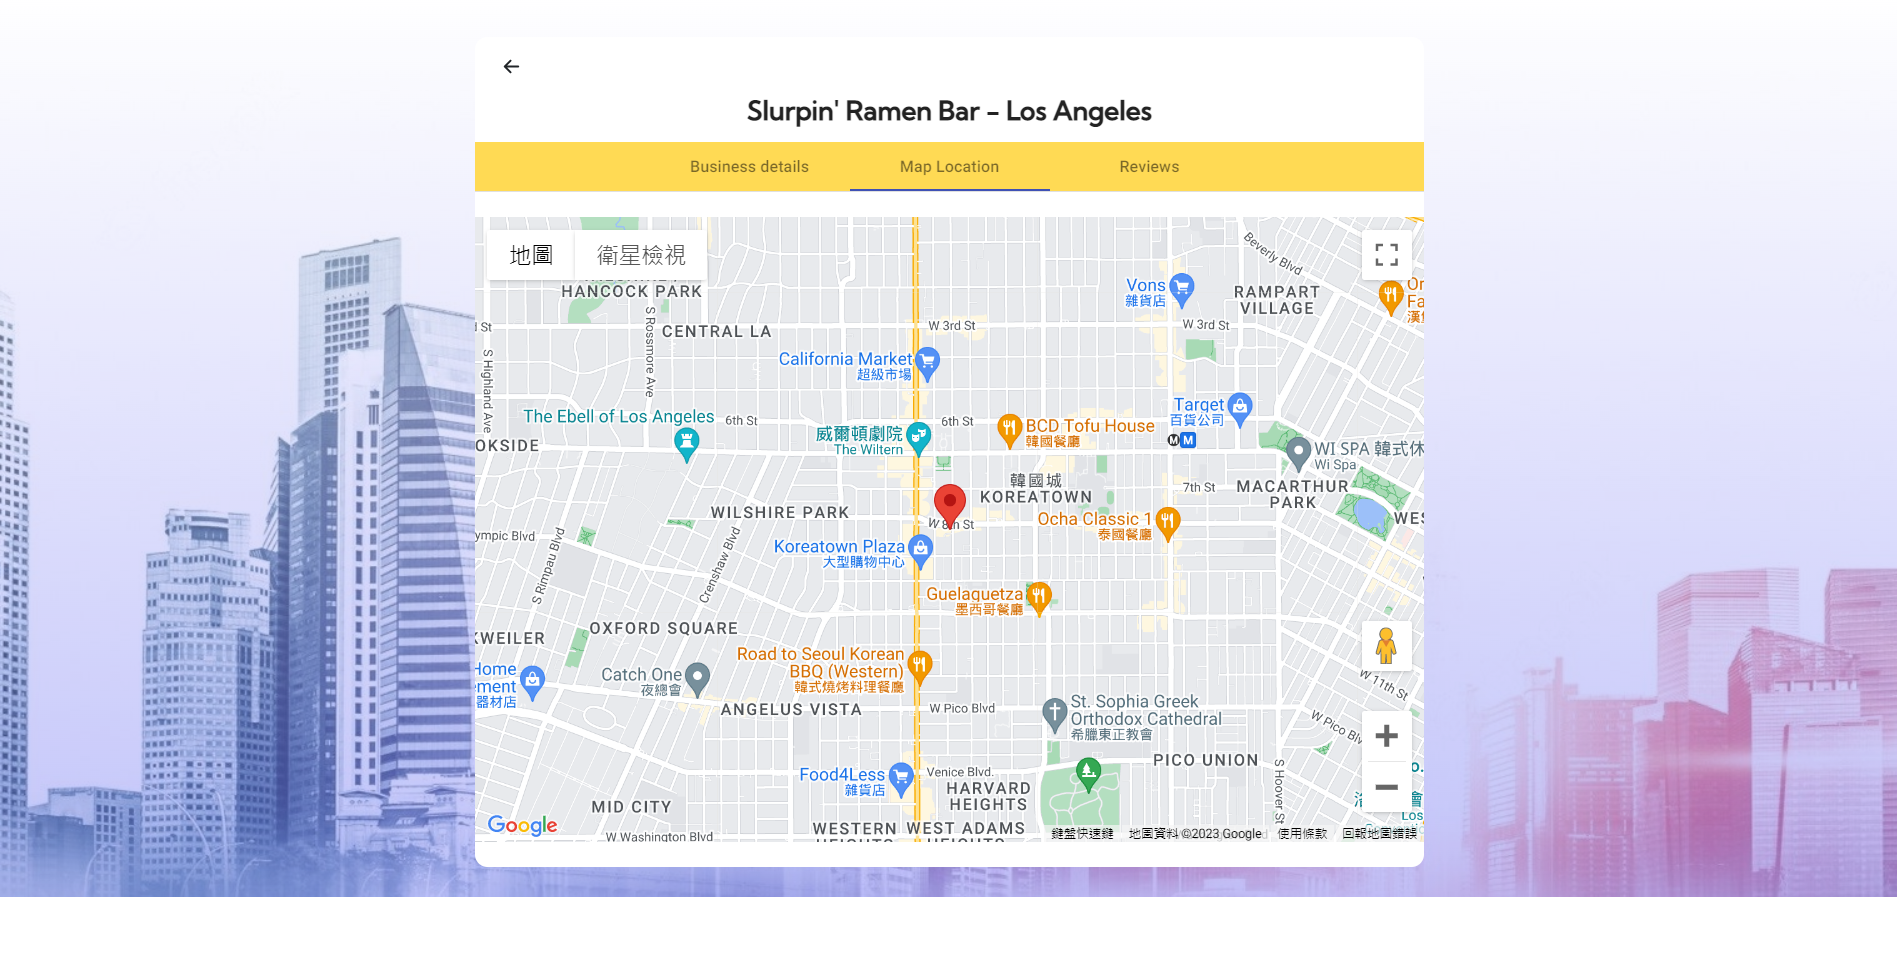 Slurpin' Ramen Bar - Los Angeles
Business details
Map Location
Reviews
地圖
衛星檢視
HANCOCK PARK
Beverly Blvd
Vons
雜貨店
RAMPART
VILLAGE
漢
St
S Rossmore Ave
CENTRAL LA
W 3rd St
W 3rd St
S Highland Ave
California Market
超級市場
The Ebell of Los Angeles
6th St
威爾頓劇院
The Wiltern
6th St
BCD Tofu House
韓國餐廳
Target
百貨公司
M
M
OKSIDE
WI SPA 韓式休
Wi Spa
韓國城
KOREATOWN
7th St
MACARTHUR
PARK
WILSHIRE PARK
W 8th St
Ocha Classic 1
泰國餐廳
WES
ympic Blvd
S Rimpau Blvd
Crenshaw Blvd
Koreatown Plaza
大型購物中心
Guelaguetza
墨西哥餐廳
OXFORD SQUARE
KWEILER
Road to Seoul Korean
BBQ (Western)
韓式燒烤料理餐廳
Home
ement
器材店
Catch One
夜總會
W 11th St
St. Sophia Greek
Orthodox Cathedral
希臘東正教會
ANGELUS VISTA
W Pico Blvd
W Pico Blv
PICO UNION
S Hoover St
Food4Less
雜貨店
Venice Blvd.
HARVARD
HEIGHTS
MID CITY
Google
W Washington Blvd
WESTERN
HEIGHTS
WEST ADAMS
HEIGHTS
Los
鍵盤快速鍵
地圖資料 ©2023 Google
使用條款
回報地圖錯誤